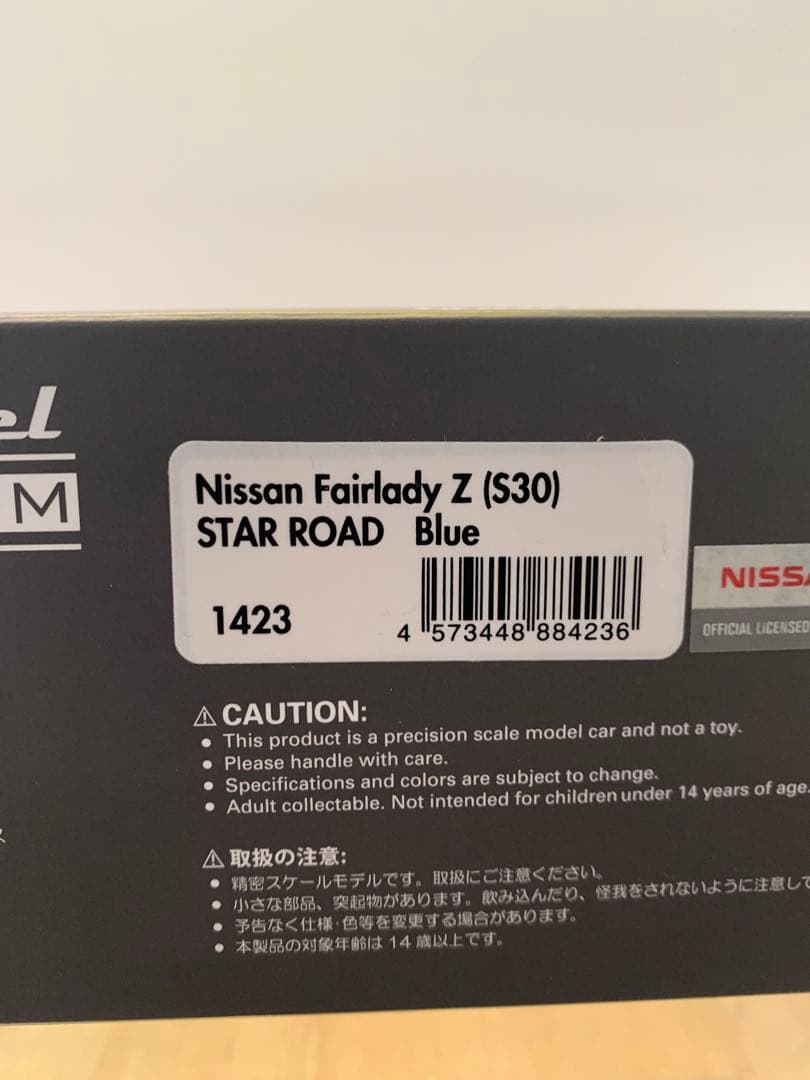 el
M
Nissan Fairlady Z (S30)
STAR ROAD Blue
1423
4 573448 884236
NISSA
OFFICIAL LICENSED
⚠ CAUTION:
● This product is a precision scale model car and not a toy.
● Please handle with care.
● Specifications and colors are subject to change.
● Adult collectable. Not intended for children under 14 years of age.
⚠ 取扱の注意:
● 精密スケールモデルです。取扱にご注意ください。
● 小さな部品、突起物があります。飲み込んだり、怪我をされないように注意して
● 予告なく仕様・色等を変更する場合があります。
● 本製品の対象年齢は 14 歳以上です。